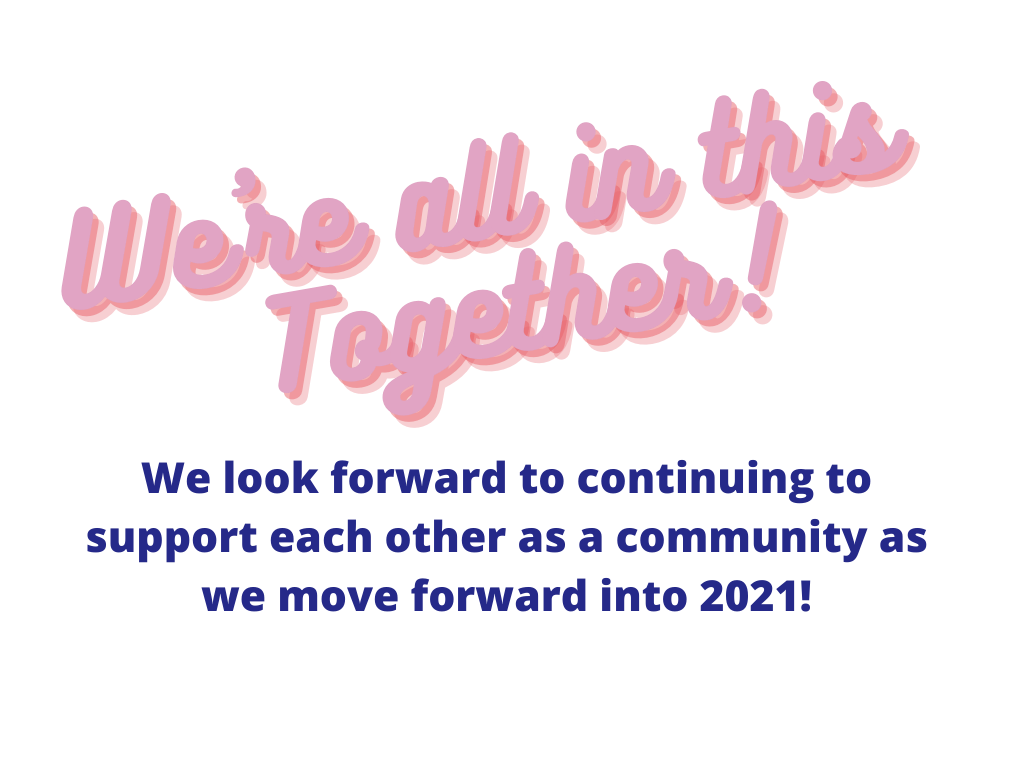 We're all in this
Together!
We look forward to continuing to
support each other as a community as
we move forward into 2021!